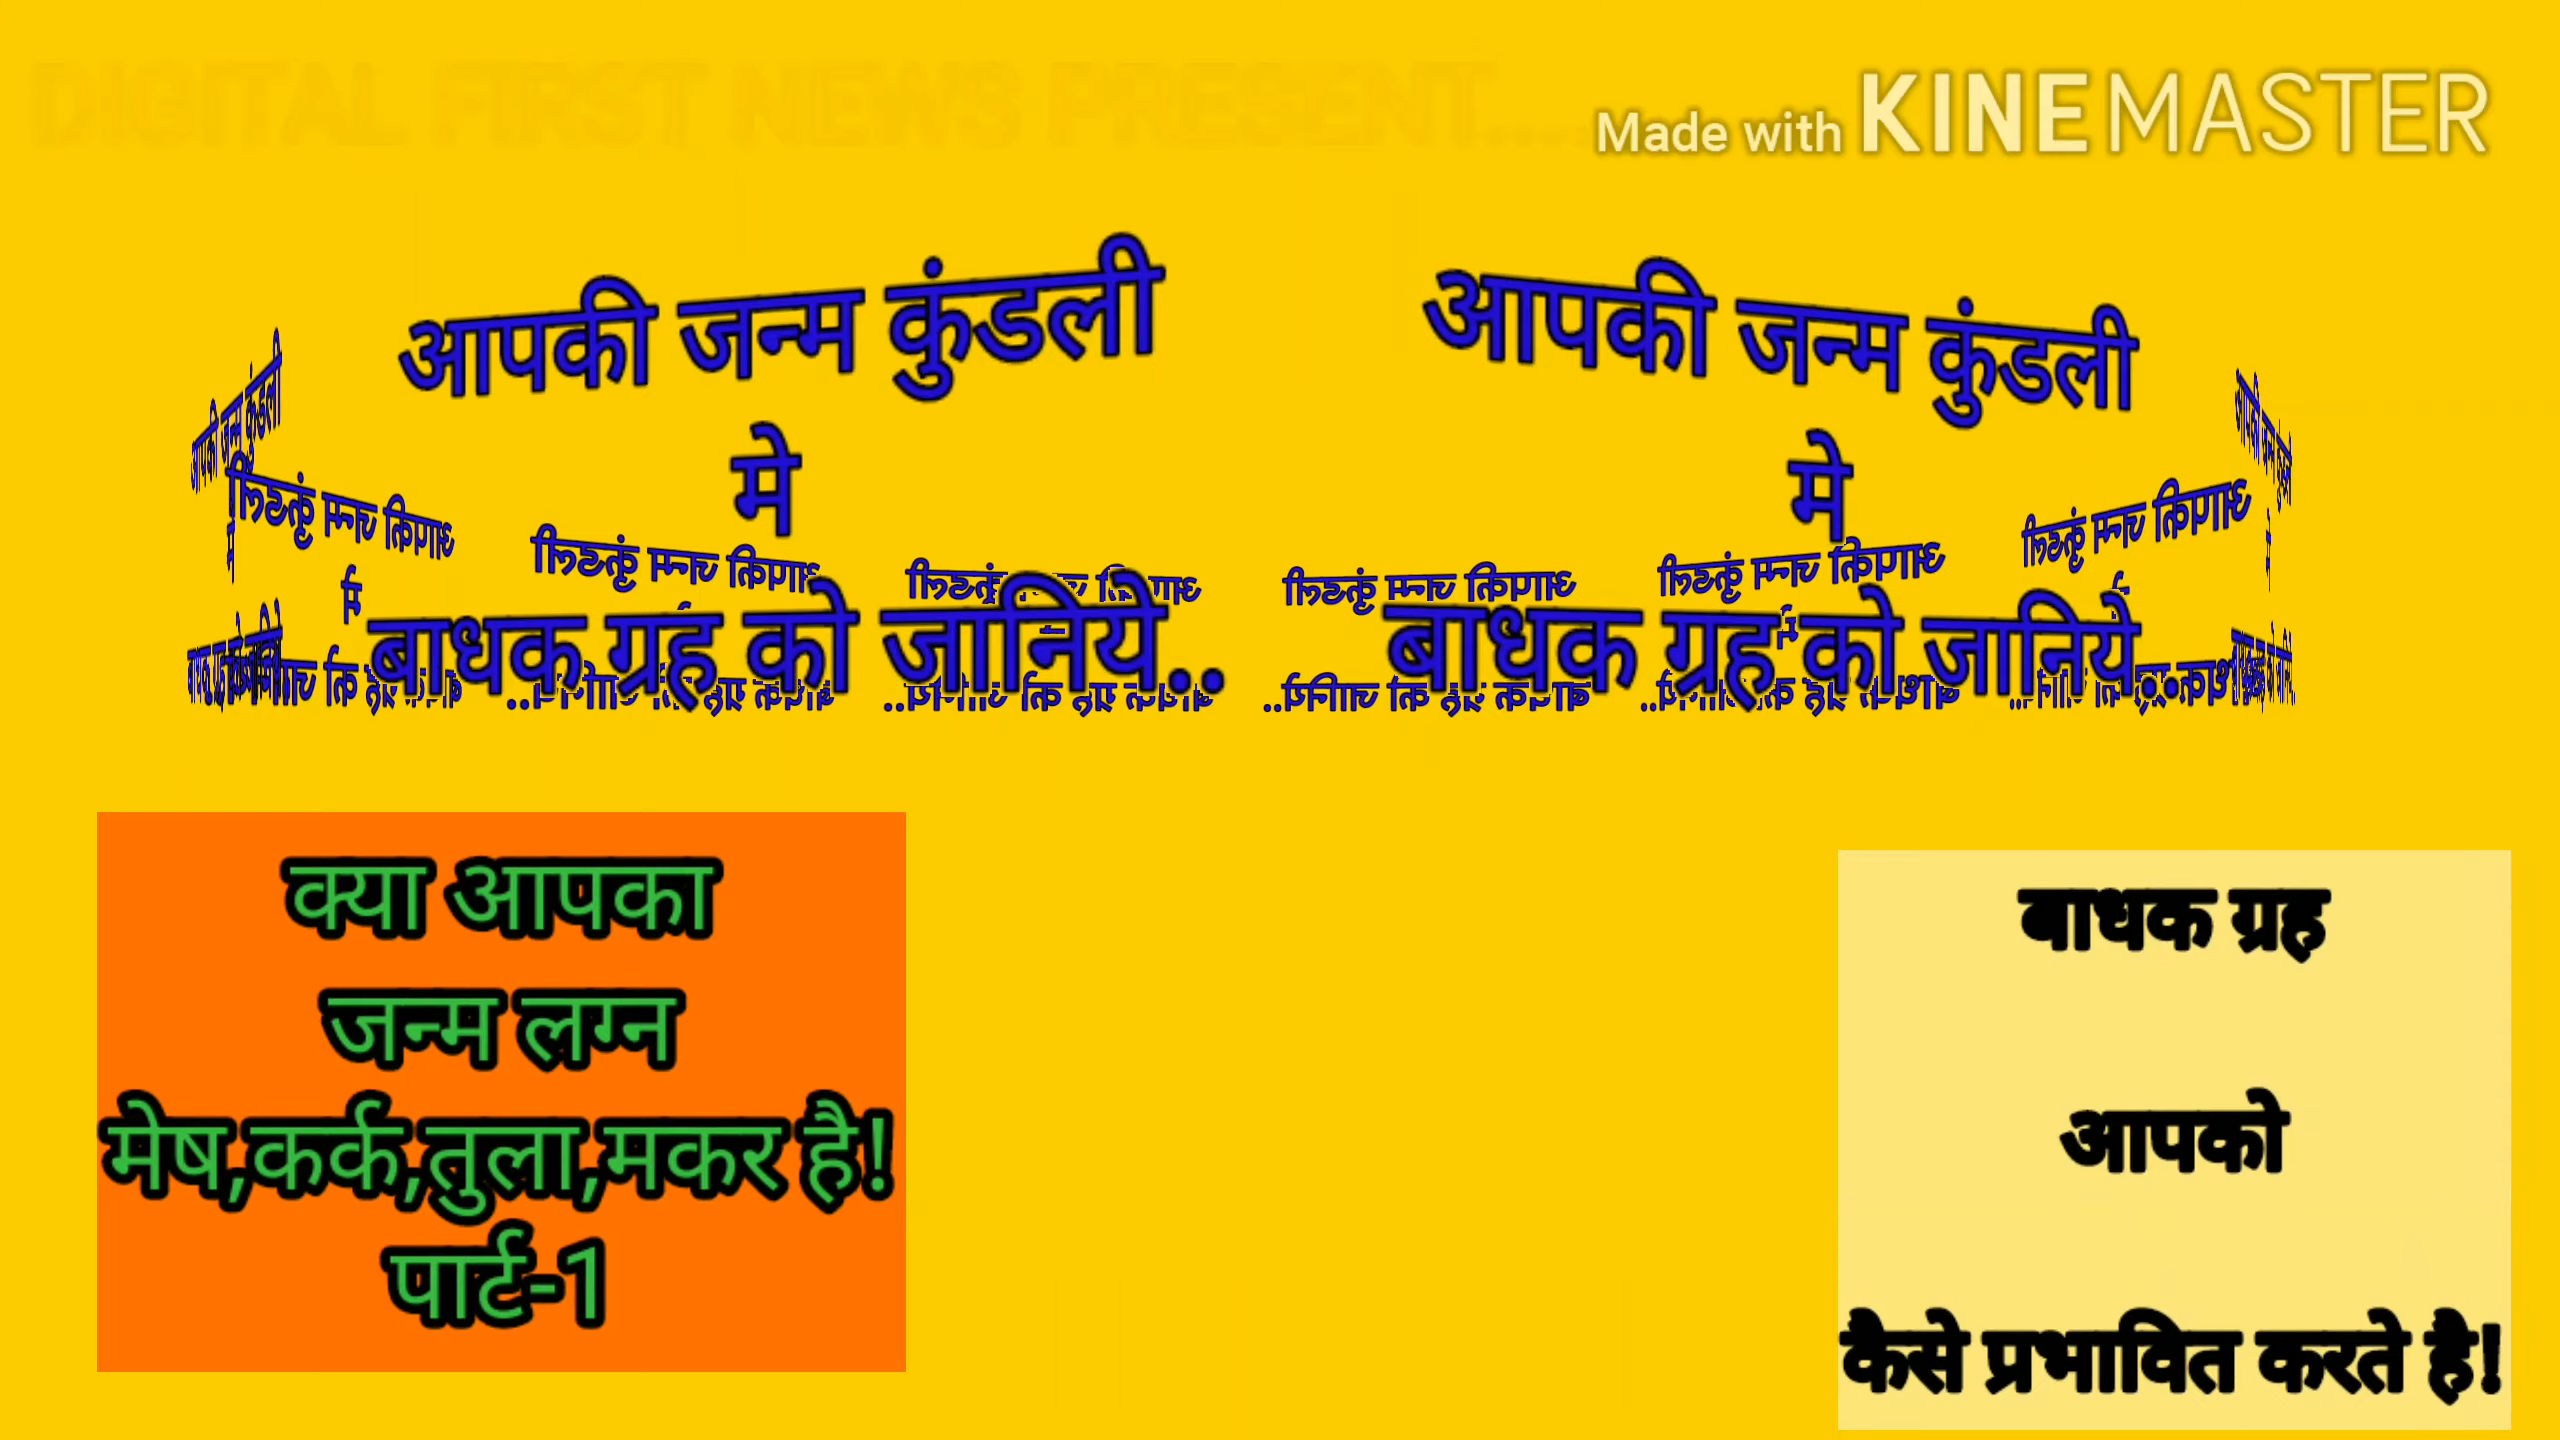 DIGITAL FIRST NEWS PRESENT.....
Made with KINEMASTER
आपकी जन्म कुंडली
मे
बाधक ग्रह को जानिये..
आपकी जन्म कुंडली
मे
बाधक ग्रह को जानिये..
क्या आपका
जन्म लग्न
मेष,कर्क,तुला,मकर है!
पार्ट-1
बाधक ग्रह
आपको
कैसे प्रभावित करते है!